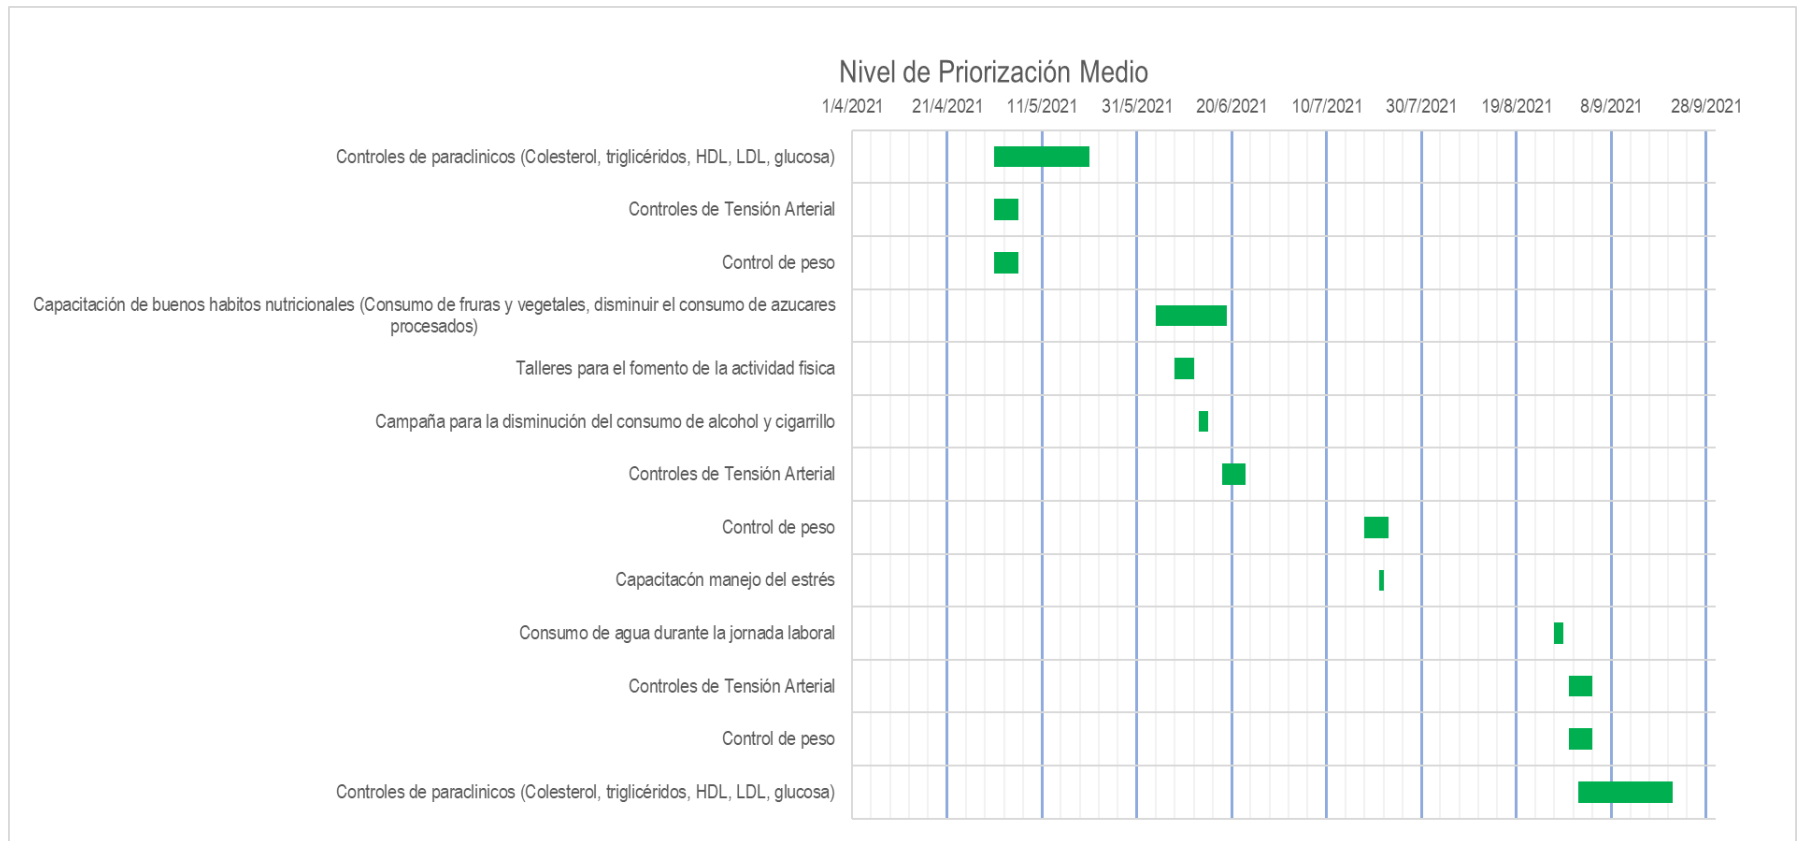 Nivel de Priorización Medio
1/4/2021 21/4/2021 11/5/2021 31/5/2021 20/6/2021 10/7/2021 30/7/2021 19/8/2021 8/9/2021 28/9/2021
Controles de paraclinicos (Colesterol, triglicéridos, HDL, LDL, glucosa)
Controles de Tensión Arterial
Control de peso
Capacitación de buenos habitos nutricionales (Consumo de fruras y vegetales, disminuir el consumo de azucares
procesados)
Talleres para el fomento de la actividad fisica
Campaña para la disminución del consumo de alcohol y cigarrillo
Controles de Tensión Arterial
Control de peso
Capacitacón manejo del estrés
Consumo de agua durante la jornada laboral
Controles de Tensión Arterial
Control de peso
Controles de paraclinicos (Colesterol, triglicéridos, HDL, LDL, glucosa)